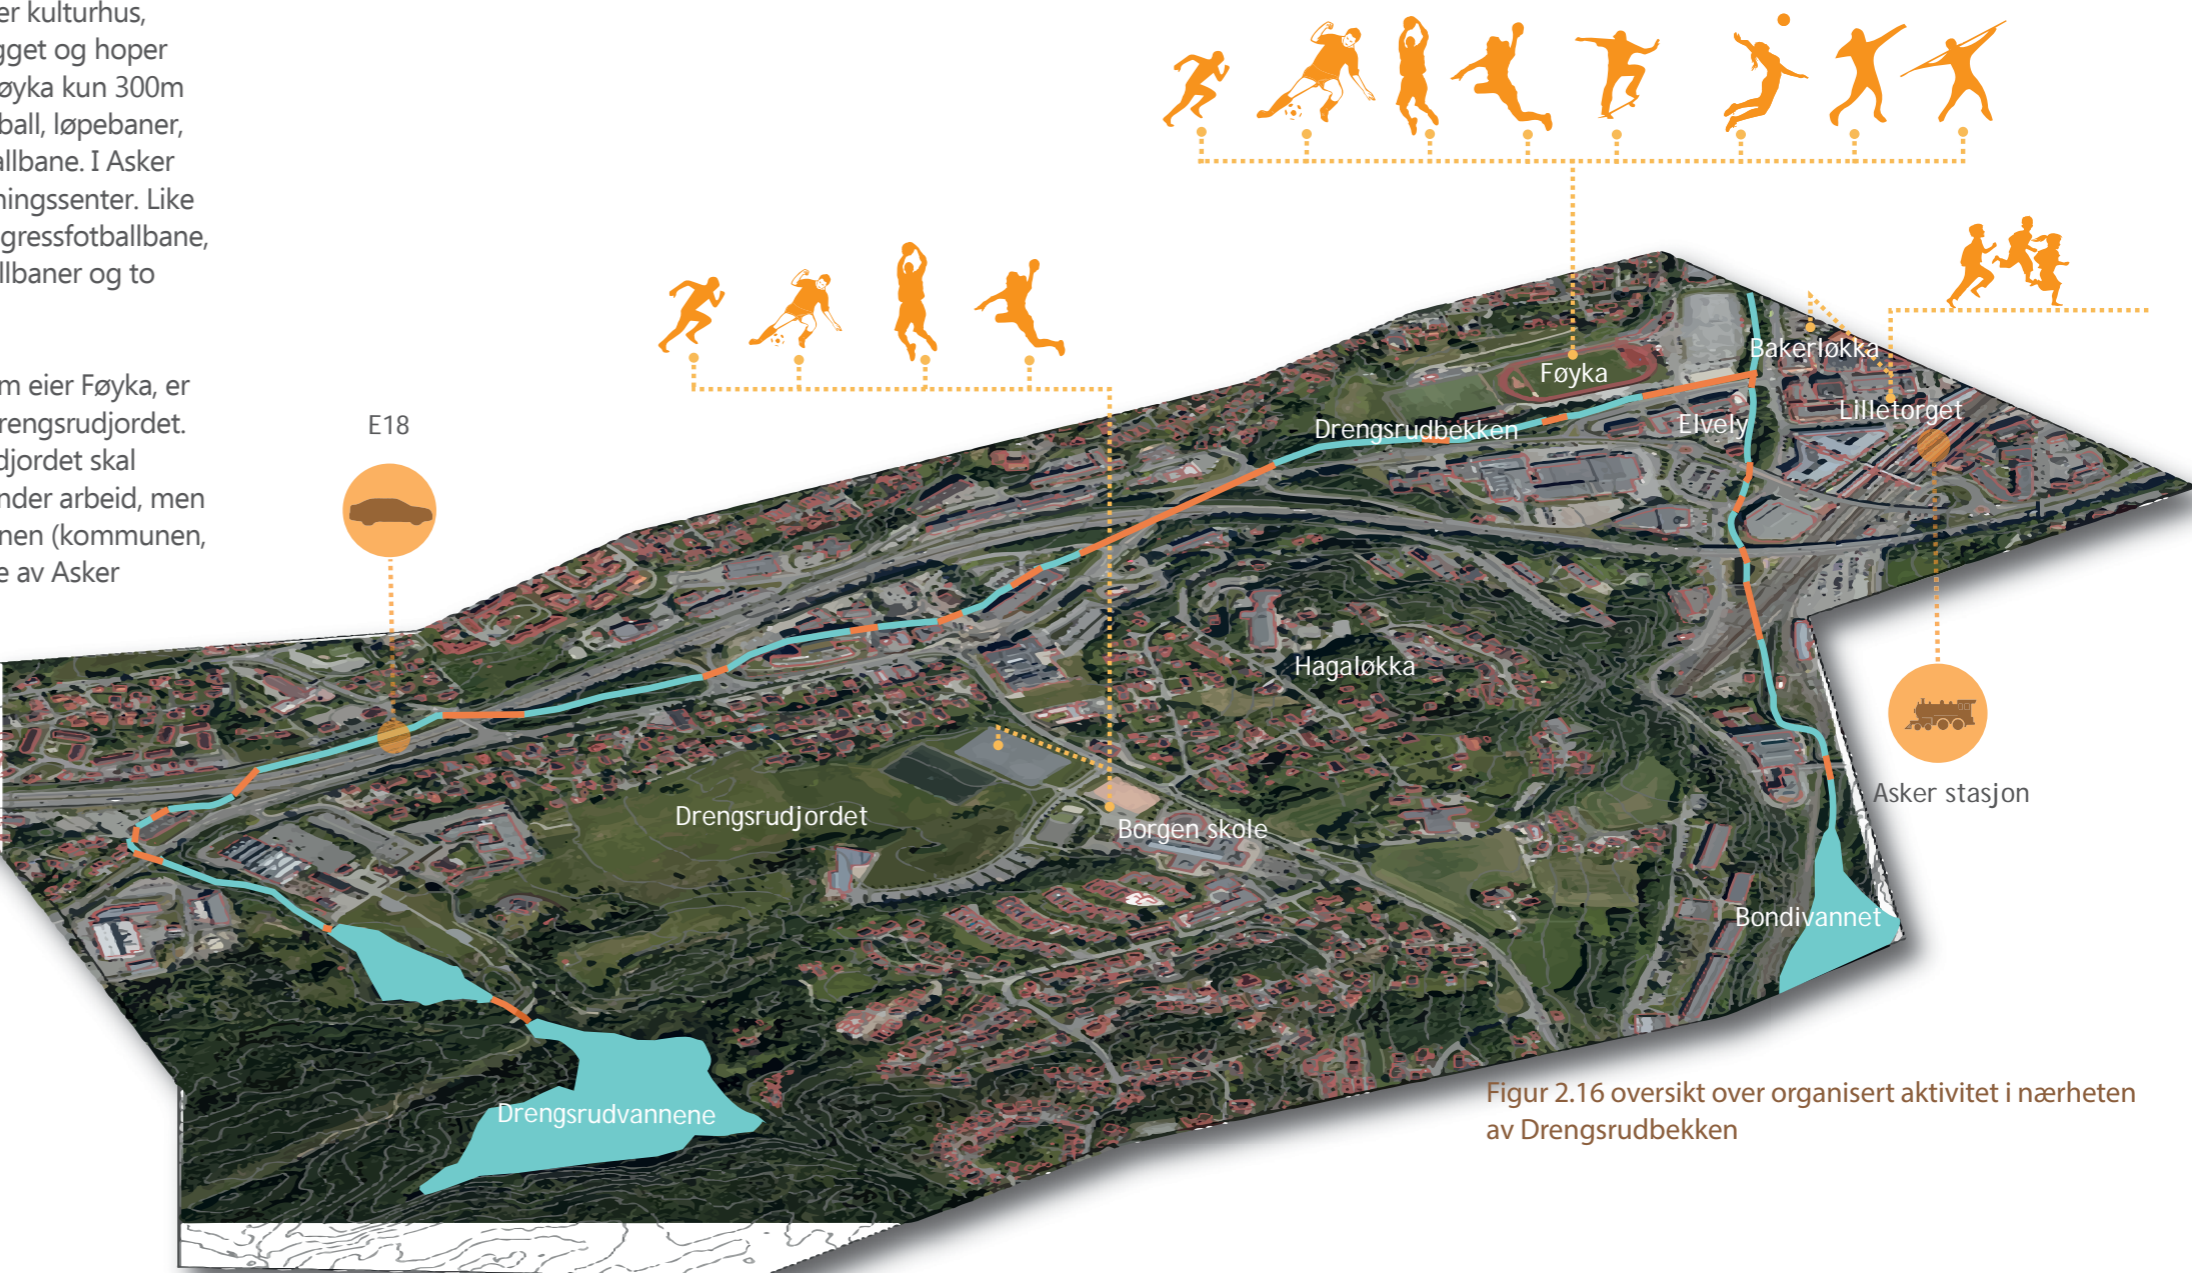 er kulturhus,
gget og hoper
øyka kun 300m
ball, løpebaner,
allbane. I Asker
ningssenter. Like
gressfotballbane,
llbaner og to
m eier Føyka, er
rengsrudjordet.
djordet skal
nder arbeid, men
nen (kommunen,
e av Asker
E18
Bakerløkka
Føyka
Lilletorget
Elvely
Drengsrudbekken
Hagaløkka
Asker stasjon
Drengsrudjordet
Borgen skole
Bondivannet
Drengsrudvannene
Figur 2.16 oversikt over organisert aktivitet i nærheten
av Drengsrudbekken